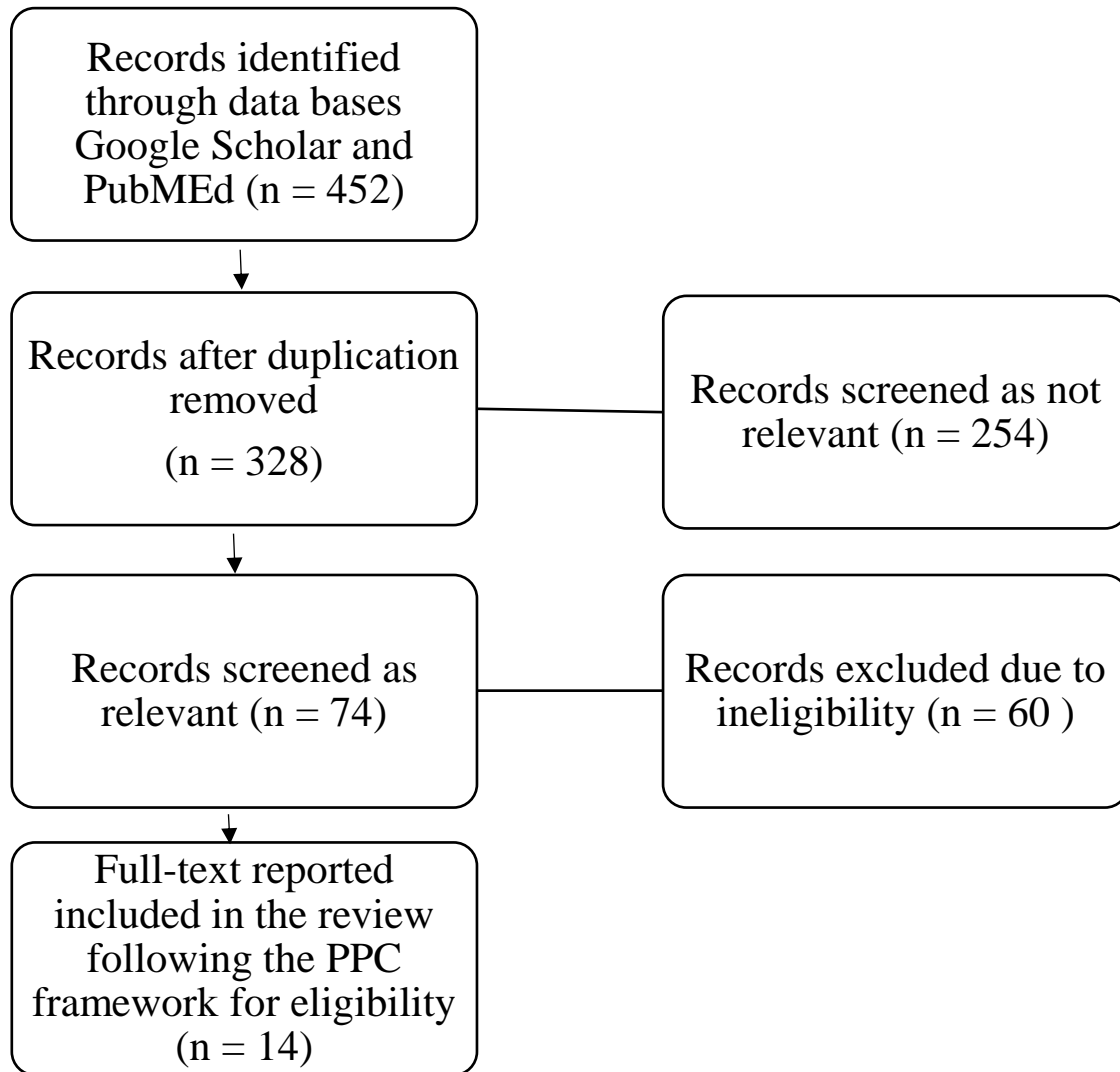 Records identified
through data bases
Google Scholar and
PubMEd (n = 452)
Records after duplication
removed
(n = 328)
Records screened as not
relevant (n = 254)
Records screened as
relevant (n = 74)
Records excluded due to
ineligibility (n = 60 )
Full-text reported
included in the review
following the PPC
framework for eligibility
(n = 14)